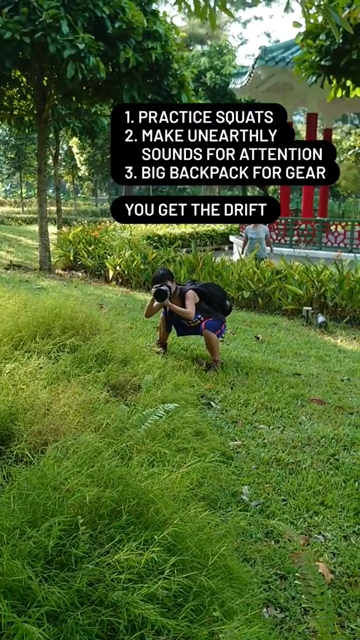 1. PRACTICE SQUATS
2. MAKE UNEARTHLY
SOUNDS FOR ATTENTION
3. BIG BACKPACK FOR GEAR
YOU GET THE DRIFT